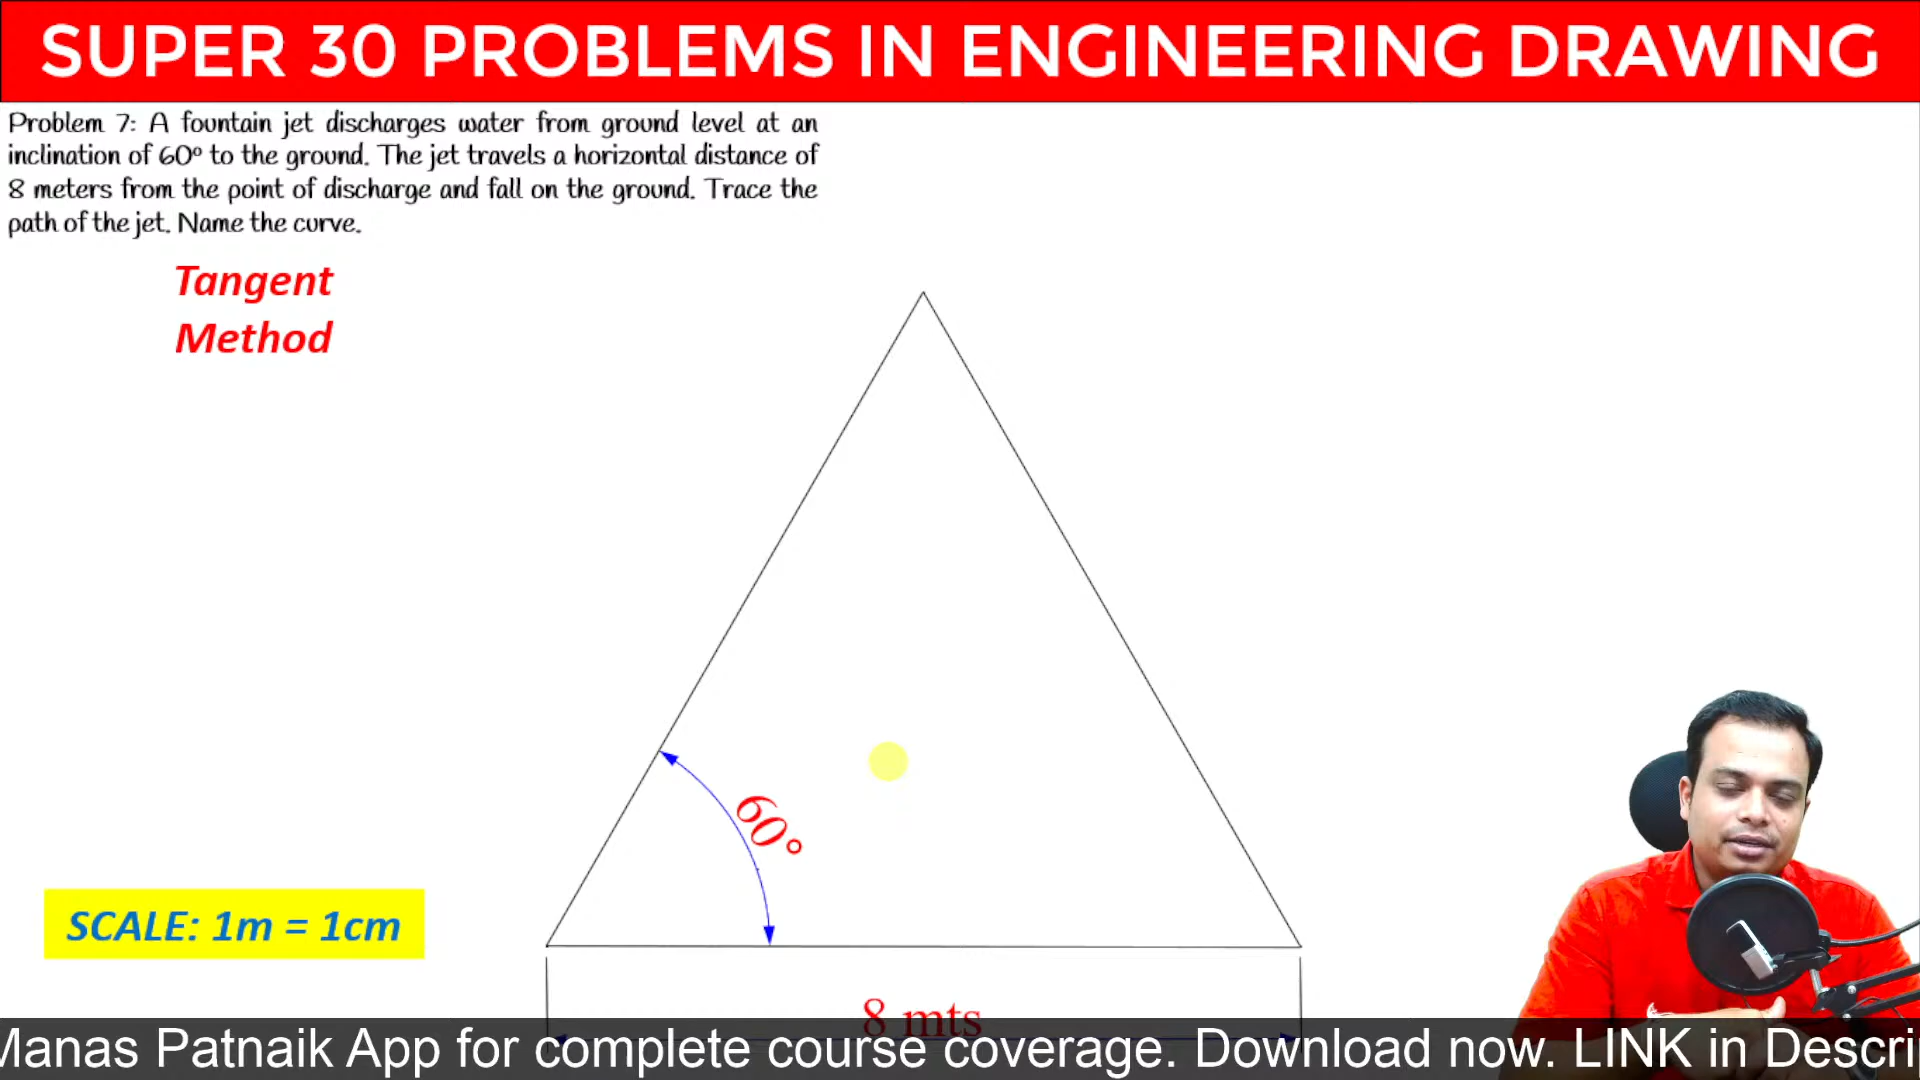 SUPER 30 PROBLEMS IN ENGINEERING DRAWING
Problem 7: A fountain jet discharges water from ground level at an
inclination of 60° to the ground. The jet travels a horizontal distance of
8 meters from the point of discharge and fall on the ground. Trace the
path of the jet. Name the curve.
Tangent
Method
60°
SCALE: 1m = 1cm
8 mts
Manas Patnaik App for complete course coverage. Download now. LINK in Descri